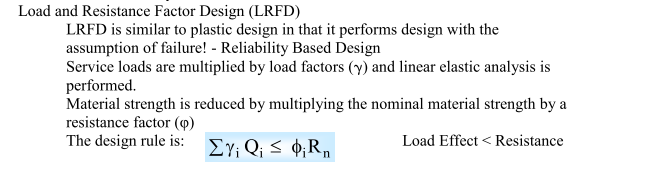 Load and Resistance Factor Design (LRFD)
LRFD is similar to plastic design in that it performs design with the
assumption of failure! - Reliability Based Design
Service loads are multiplied by load factors (γ) and linear elastic analysis is
performed.
Material strength is reduced by multiplying the nominal material strength by a
resistance factor (φ)
The design rule is: ∑γᵢ Qᵢ ≤ ϕᵢRₙ Load Effect < Resistance